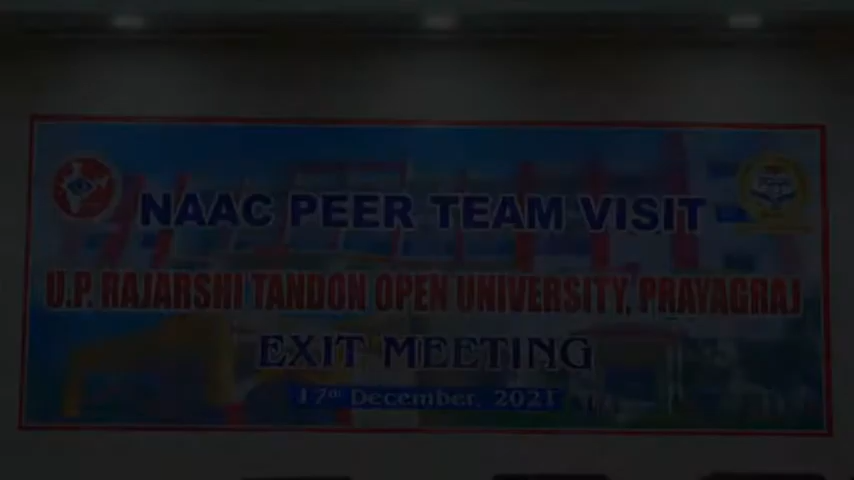 NAAC PEER TEAM VISIT
U.P. RAJARSHI TANDON OPEN UNIVERSITY, PRAYAGRAJ
EXIT MEETING
17th December, 2021